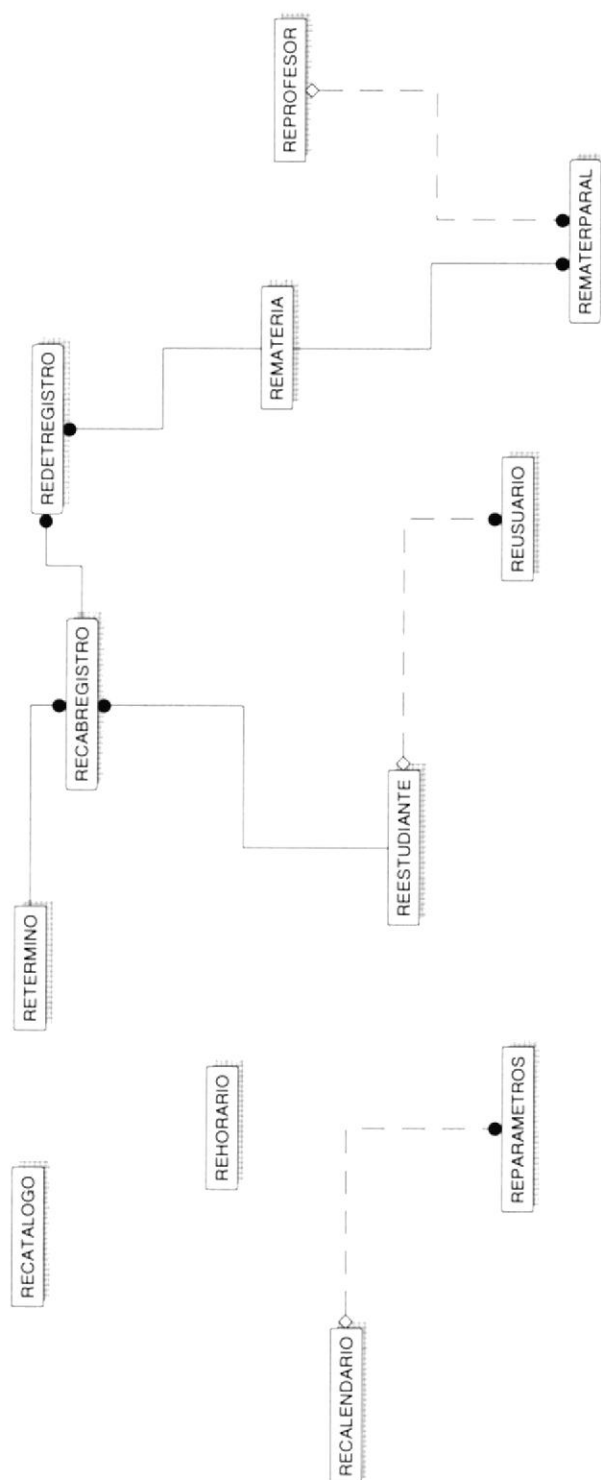 RECATALOGO
RETERMINO
RECABREGISTRO
REDETREGISTRO
REHORARIO
REMATERIA
REPROFESOR
RECALENDARIO
REESTUDIANTE
REPARAMETROS
REUSUARIO
REMATERPARAL